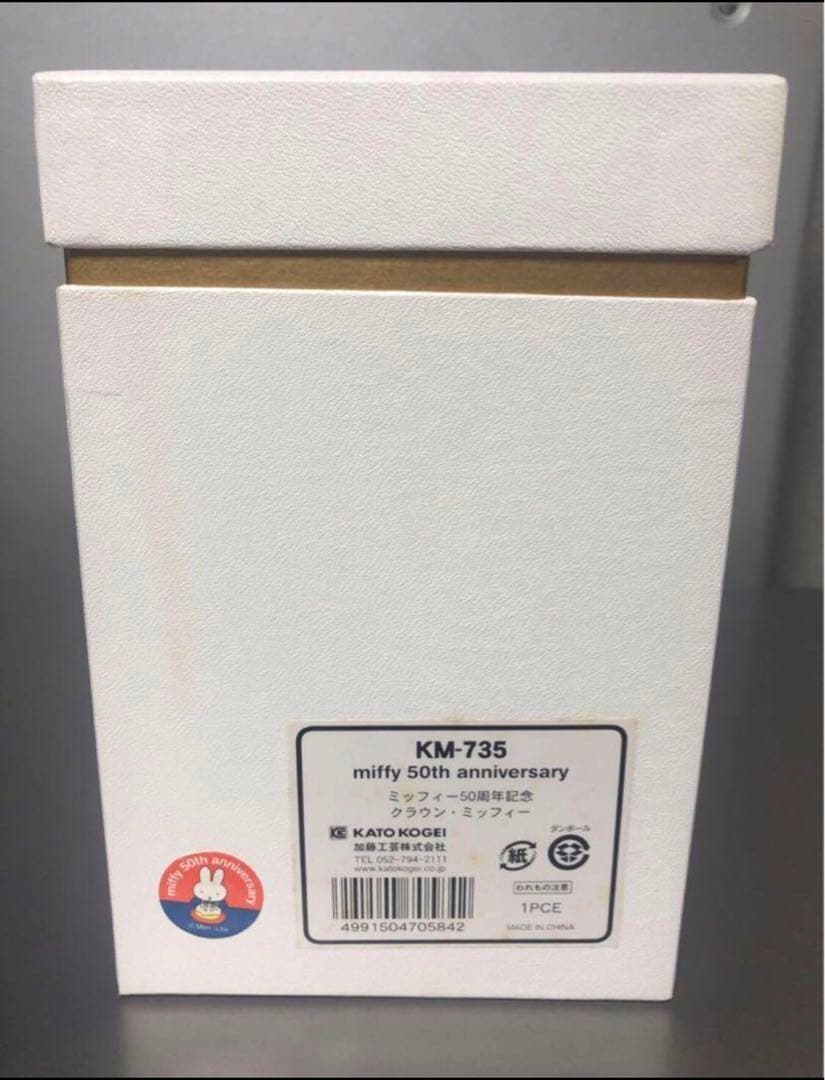 KM-735
miffy 50th anniversary
ミッフィー50周年記念
クラウン・ミッフィー
KC KATO KOGEI
加藤工芸株式会社
TEL 052-794-2111
www.katokogei.co.jp
4991504705842
ダンボール
紙
われもの注意
1PCE
MADE IN CHINA
miffy 50th anniversary